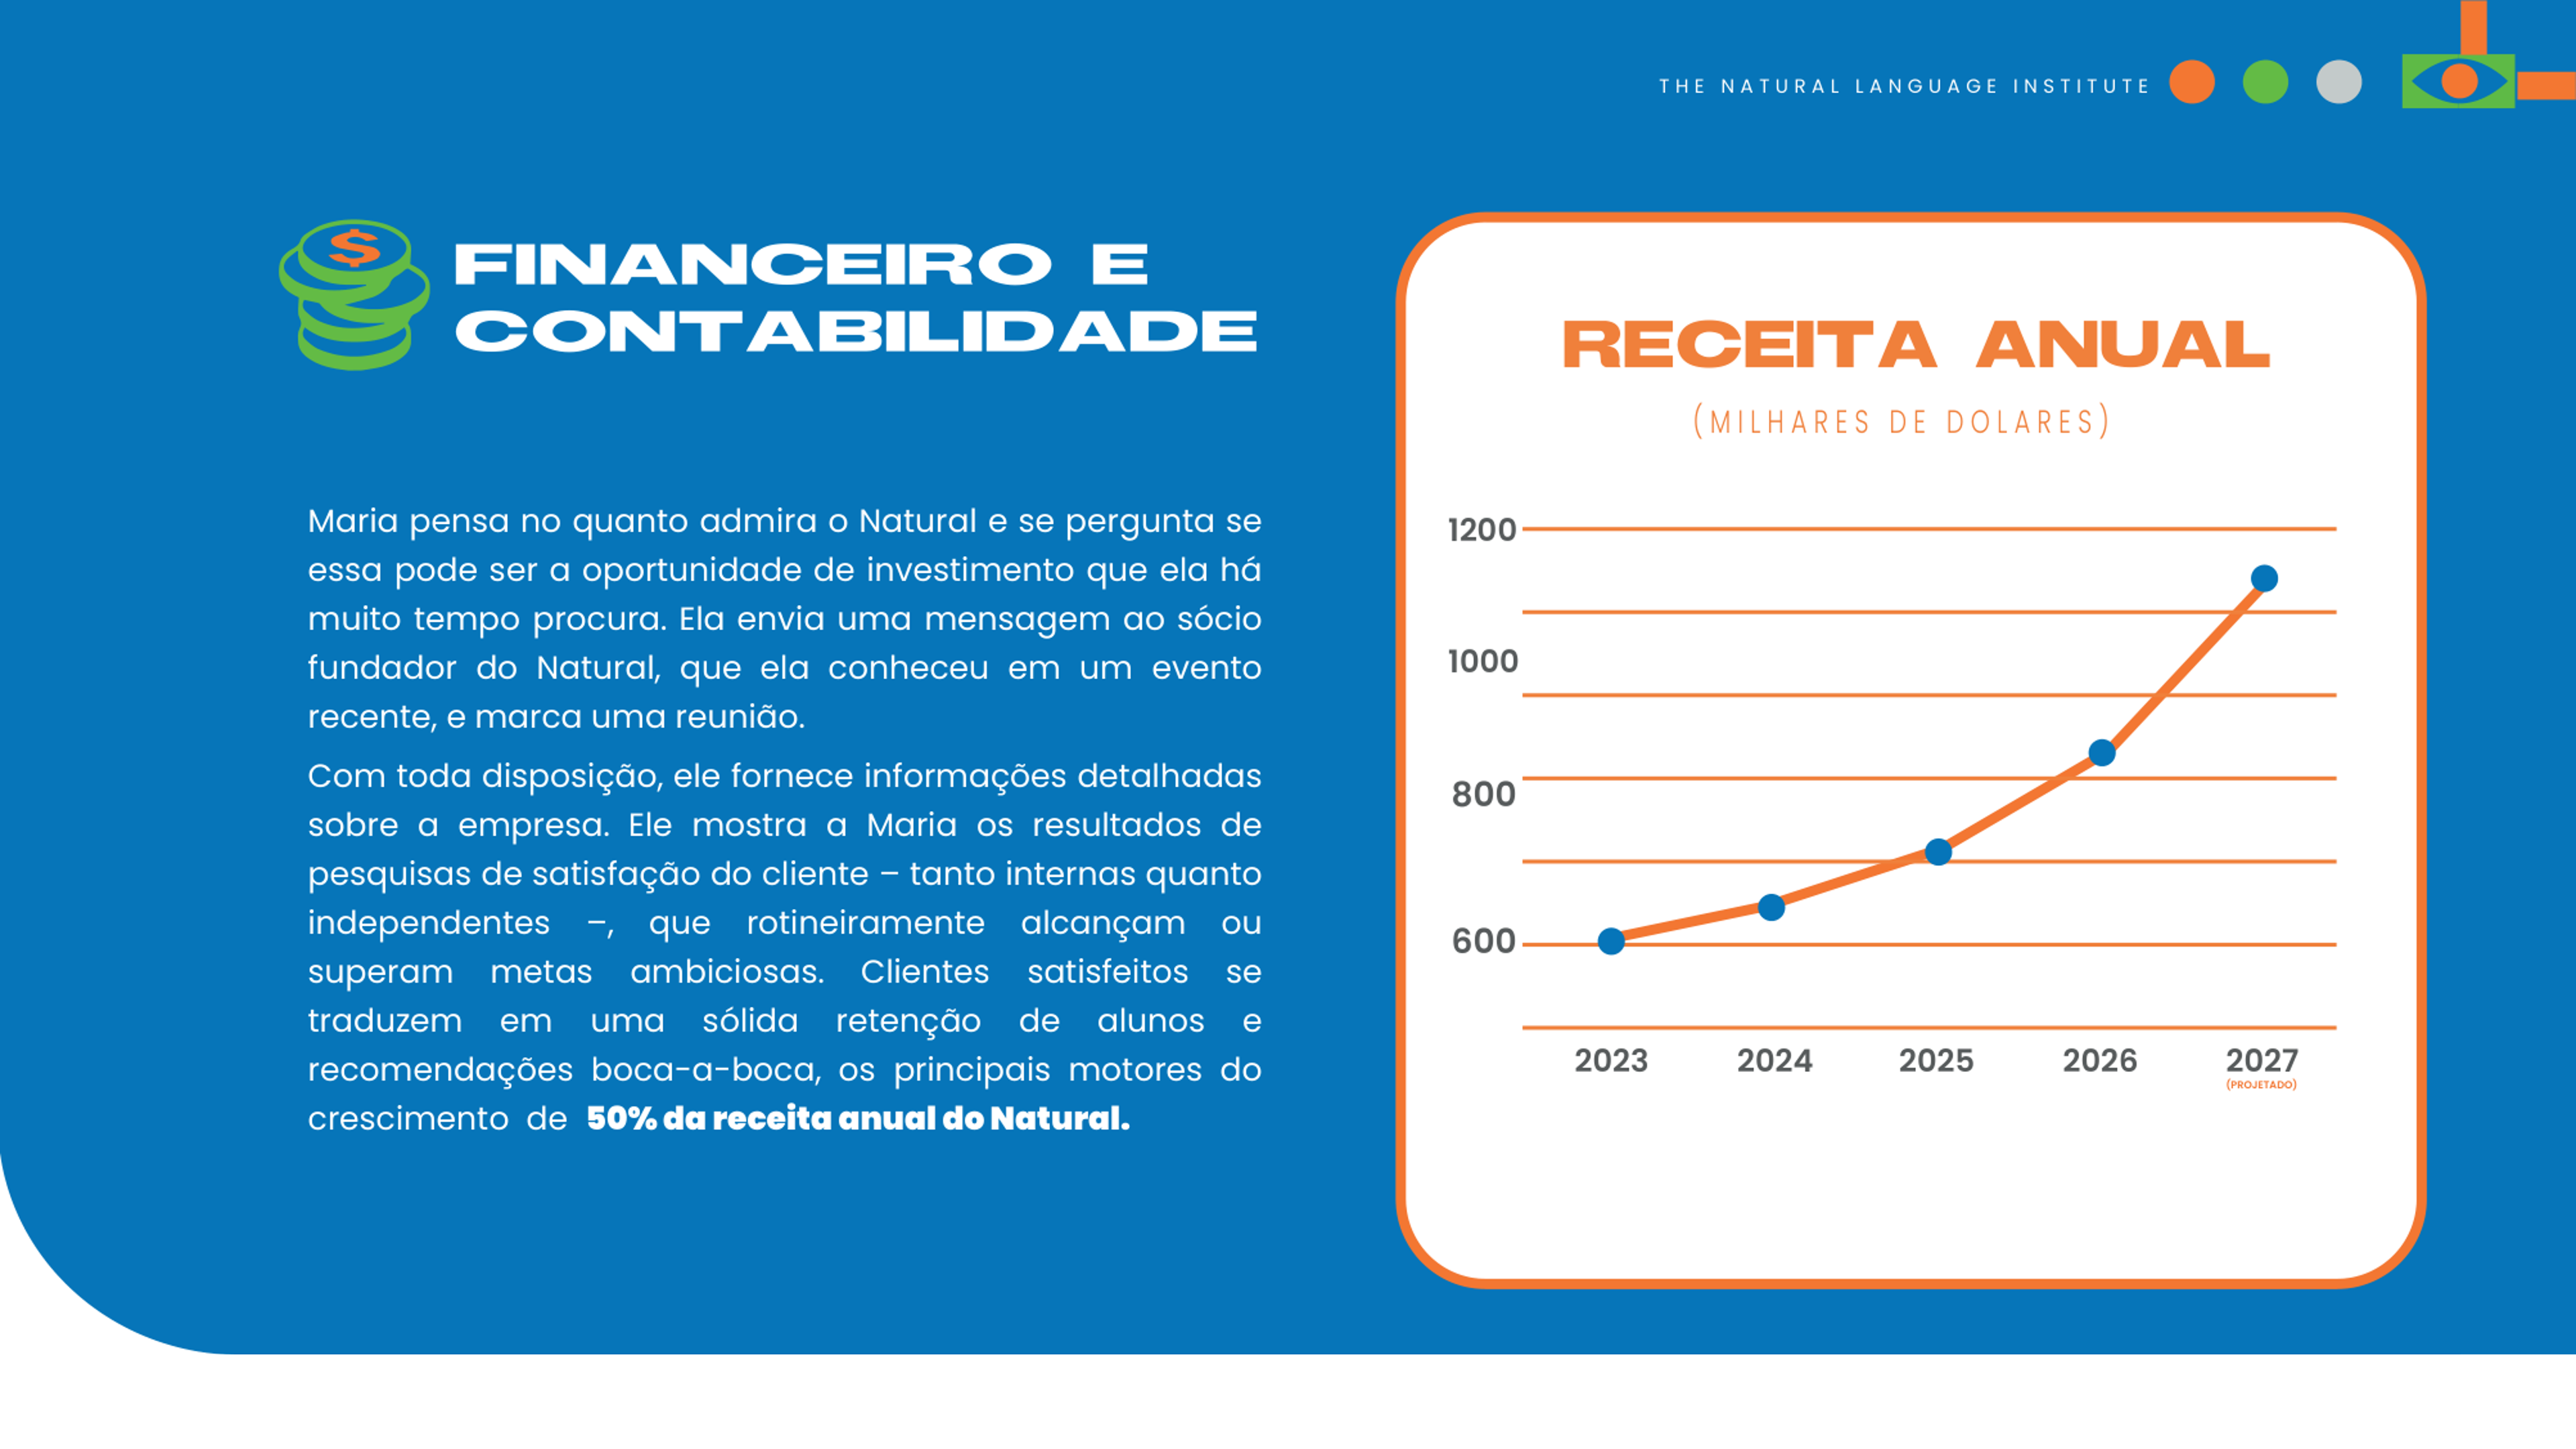 THE NATURAL LANGUAGE INSTITUTE
$
FINANCEIRO E
CONTABILIDADE
Maria pensa no quanto admira o Natural e se pergunta se
essa pode ser a oportunidade de investimento que ela há
muito tempo procura. Ela envia uma mensagem ao sócio
fundador do Natural, que ela conheceu em um evento
recente, e marca uma reunião.
Com toda disposição, ele fornece informações detalhadas
sobre a empresa. Ele mostra a Maria os resultados de
pesquisas de satisfação do cliente – tanto internas quanto
independentes –, que rotineiramente alcançam ou
superam metas ambiciosas. Clientes satisfeitos se
traduzem em uma sólida retenção de alunos e
recomendações boca-a-boca, os principais motores do
crescimento de 50% da receita anual do Natural.
RECEITA ANUAL
(MILHARES DE DOLARES)
1200
1000
800
600
2023 2024 2025 2026 2027
(PROJETADO)